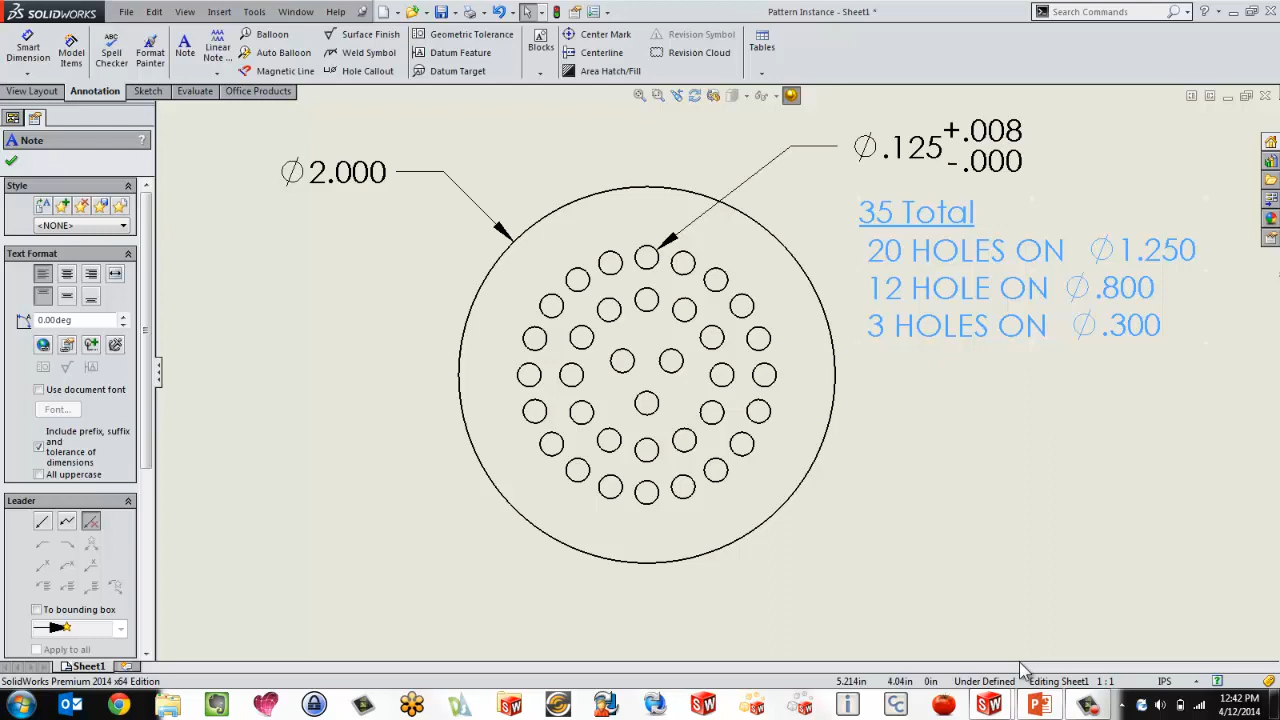 SOLIDWORKS File Edit View Insert Tools Window Help Pattern Instance - Sheet1 * Search Commands ?
Smart Dimension Model Items Spell Checker Format Painter Note Linear Note ... Balloon Surface Finish Geometric Tolerance Blocks Center Mark Revision Symbol Tables
Auto Balloon Weld Symbol Datum Feature Centerline Revision Cloud
Magnetic Line Hole Callout Datum Target Area Hatch/Fill
View Layout Annotation Sketch Evaluate Office Products
Note ?
Style
<NONE>
Text Format
0.00deg
Use document font
Font...
Include prefix, suffix
and
tolerance of
dimensions
All uppercase
Leader
To bounding box
Apply to all
∅2.000
∅.125 +.008
-.000
35 Total
20 HOLES ON ∅1.250
12 HOLE ON ∅.800
3 HOLES ON ∅.300
Sheet1
SolidWorks Premium 2014 x64 Edition 5.214in 4.04in 0in Under Defined Editing Sheet1 1 : 1 IPS
12:42 PM
4/12/2014